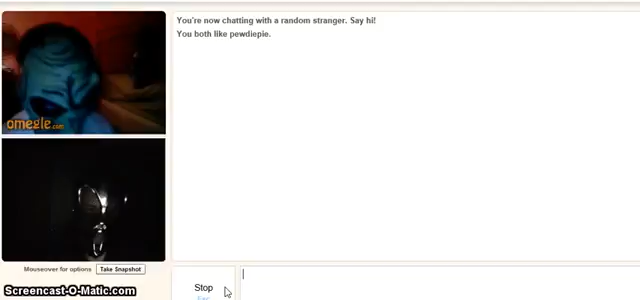 You're now chatting with a random stranger. Say hi!
You both like pewdiepie.
omegle.com
Mouseover for options
Take Snapshot
Screencast-O-Matic.com
Stop
Esc